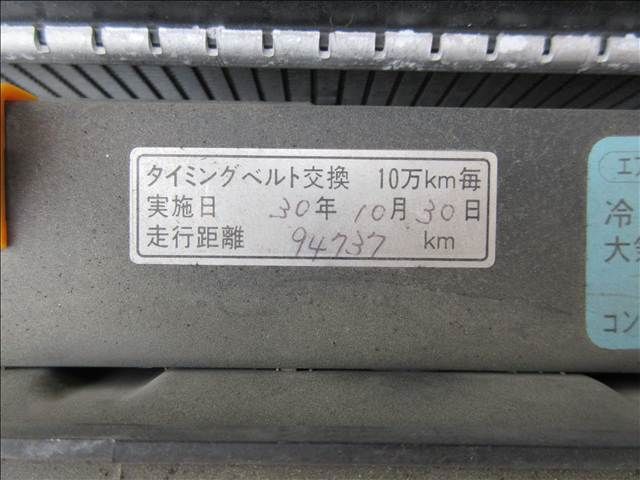 タイミングベルト交換 10万km毎
実施日 30年 10月 30日
走行距離 94737 km
エ
冷
大
コン